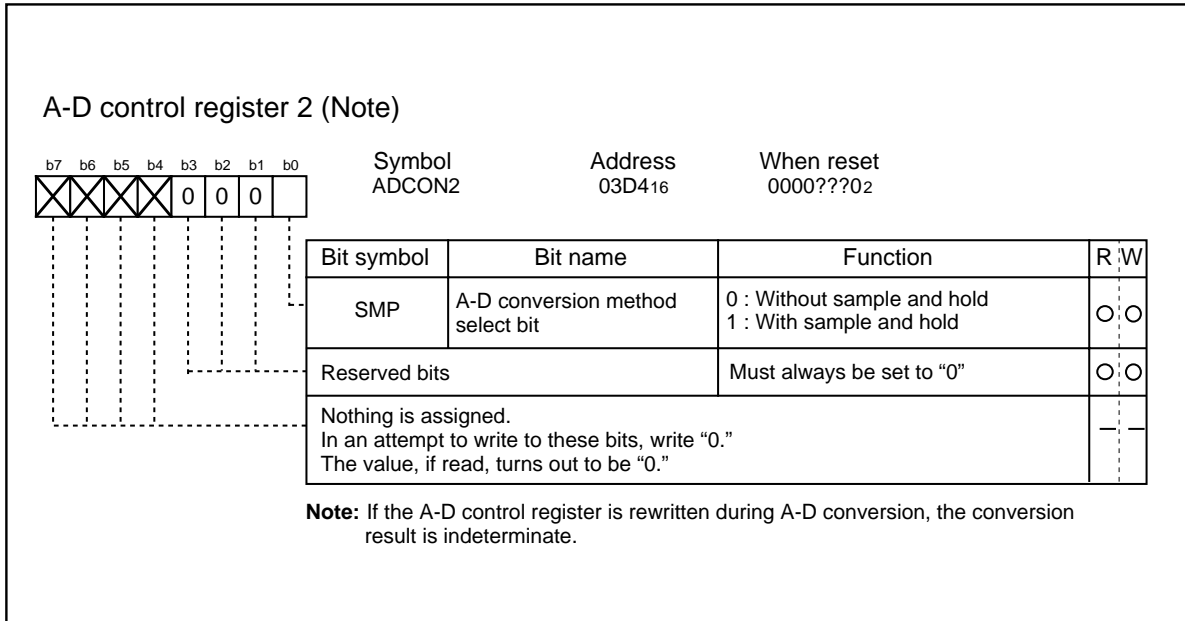 A-D control register 2 (Note)
b7 b6 b5 b4 b3 b2 b1 b0
0 0 0
Symbol Address When reset
ADCON2 03D416 0000???02
Bit symbol Bit name Function R W
SMP A-D conversion method select bit 0 : Without sample and hold
1 : With sample and hold
Reserved bits Must always be set to “0”
Nothing is assigned.
In an attempt to write to these bits, write “0.”
The value, if read, turns out to be “0.”
Note: If the A-D control register is rewritten during A-D conversion, the conversion
result is indeterminate.